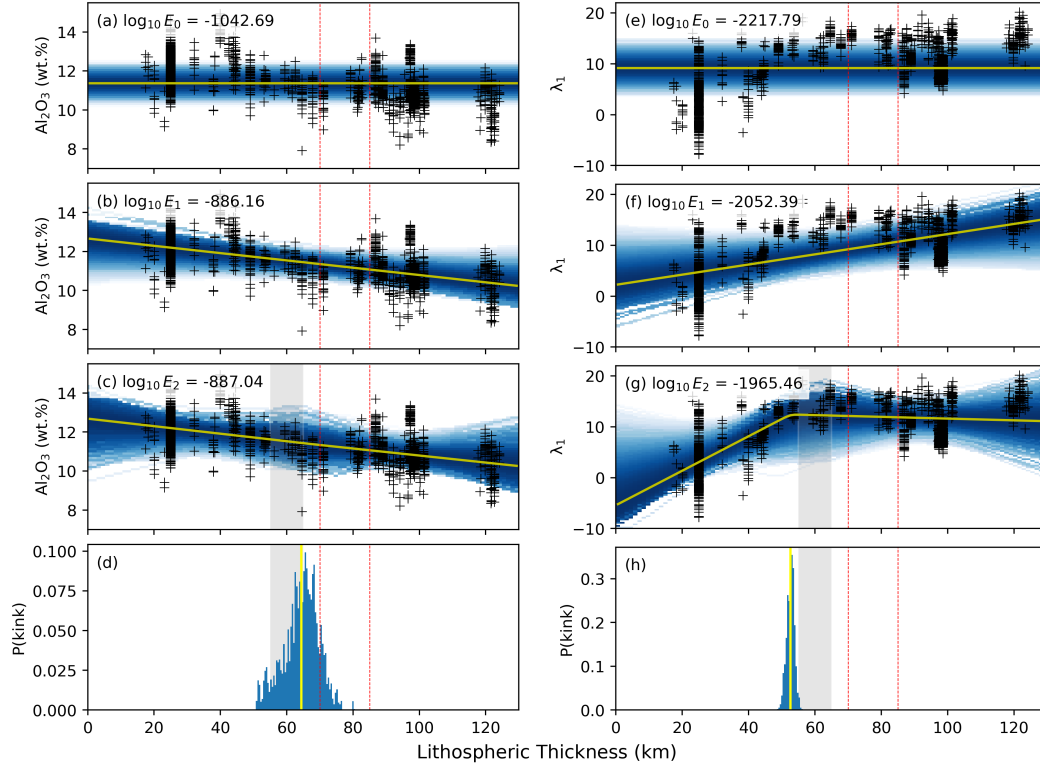 (a) log10 E0 = -1042.69
Al2O3 (wt.%)
14
12
10
8
(b) log10 E1 = -886.16
Al2O3 (wt.%)
14
12
10
8
(c) log10 E2 = -887.04
Al2O3 (wt.%)
14
12
10
8
(d)
P(kink)
0.100
0.075
0.050
0.025
0.000
0 20 40 60 80 100 120
(e) log10 E0 = -2217.79
λ1
20
10
0
−10
(f) log10 E1 = -2052.39
λ1
20
10
0
−10
(g) log10 E2 = -1965.46
λ1
20
10
0
−10
(h)
P(kink)
0.3
0.2
0.1
0.0
0 20 40 60 80 100 120
Lithospheric Thickness (km)